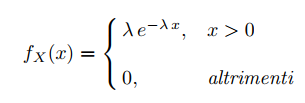 f_X(x) = { λ e^{-λ x}, x > 0
0, altrimenti